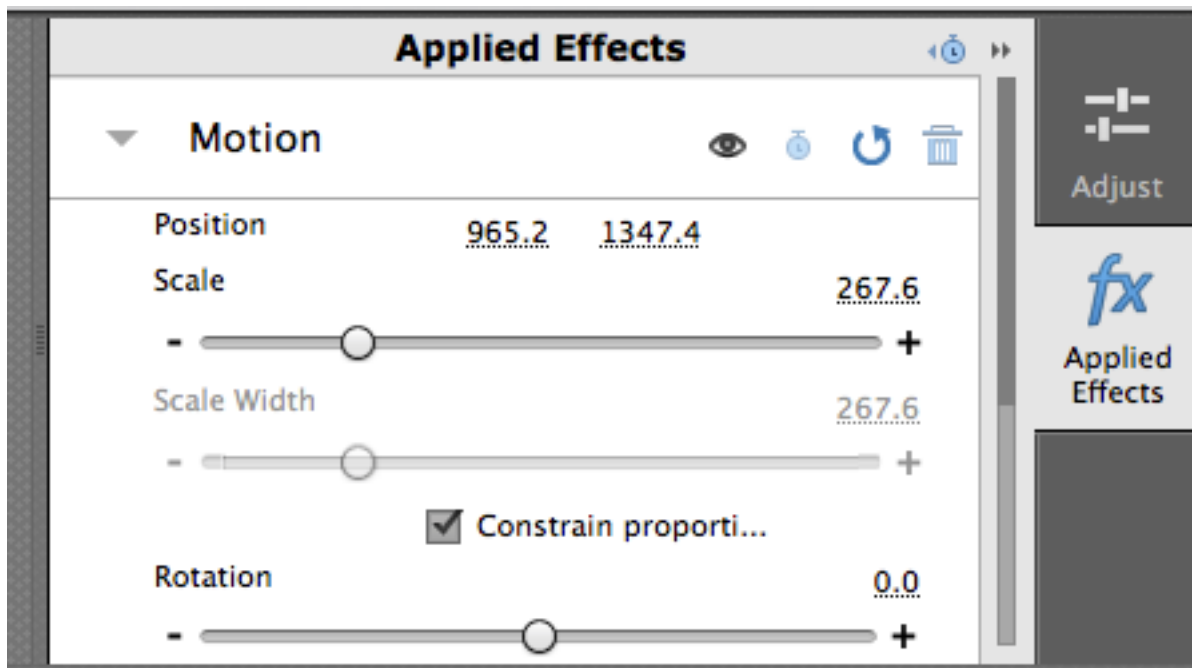 Applied Effects
Motion
Adjust
Position 965.2 1347.4
Scale 267.6
- +
Applied
Effects
Scale Width 267.6
- +
Constrain proporti...
Rotation 0.0
- +